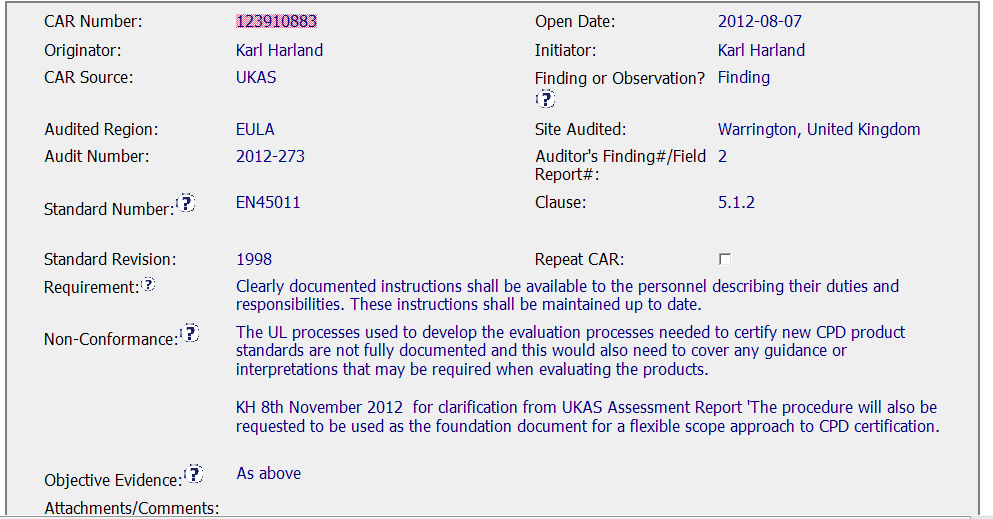 CAR Number: 123910883 Open Date: 2012-08-07
Originator: Karl Harland Initiator: Karl Harland
CAR Source: UKAS Finding or Observation? Finding
?
Audited Region: EULA Site Audited: Warrington, United Kingdom
Audit Number: 2012-273 Auditor's Finding#/Field 2
Report#:
Standard Number: ? EN45011 Clause: 5.1.2
Standard Revision: 1998 Repeat CAR:
Requirement: ? Clearly documented instructions shall be available to the personnel describing their duties and
responsibilities. These instructions shall be maintained up to date.
Non-Conformance: ? The UL processes used to develop the evaluation processes needed to certify new CPD product
standards are not fully documented and this would also need to cover any guidance or
interpretations that may be required when evaluating the products.
KH 8th November 2012  for clarification from UKAS Assessment Report 'The procedure will also be
requested to be used as the foundation document for a flexible scope approach to CPD certification.
Objective Evidence: ? As above
Attachments/Comments: